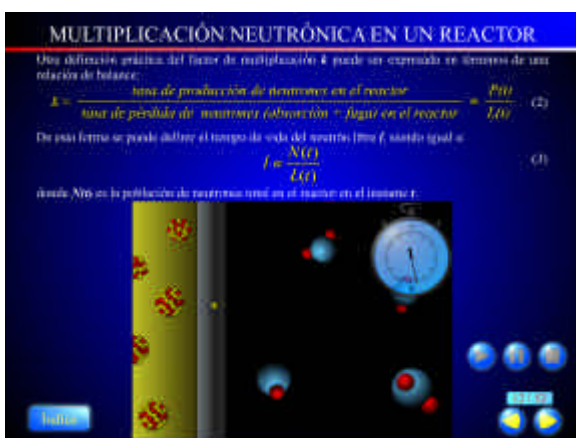 MULTIPLICACIÓN NEUTRÓNICA EN UN REACTOR
Una definición práctica del factor de multiplicación k puede ser expresada en términos de una
relación de balance:
k = tasa de producción de neutrones en el reactor / tasa de pérdida de neutrones (absorción + fuga) en el reactor = P(t) / L(t) (2)
De esta forma se puede definir el tiempo de vida del neutrón libre l, siendo igual a:
l = N(t) / L(t) (3)
donde N(t) es la población de neutrones total en el reactor en el instante t.
Indice